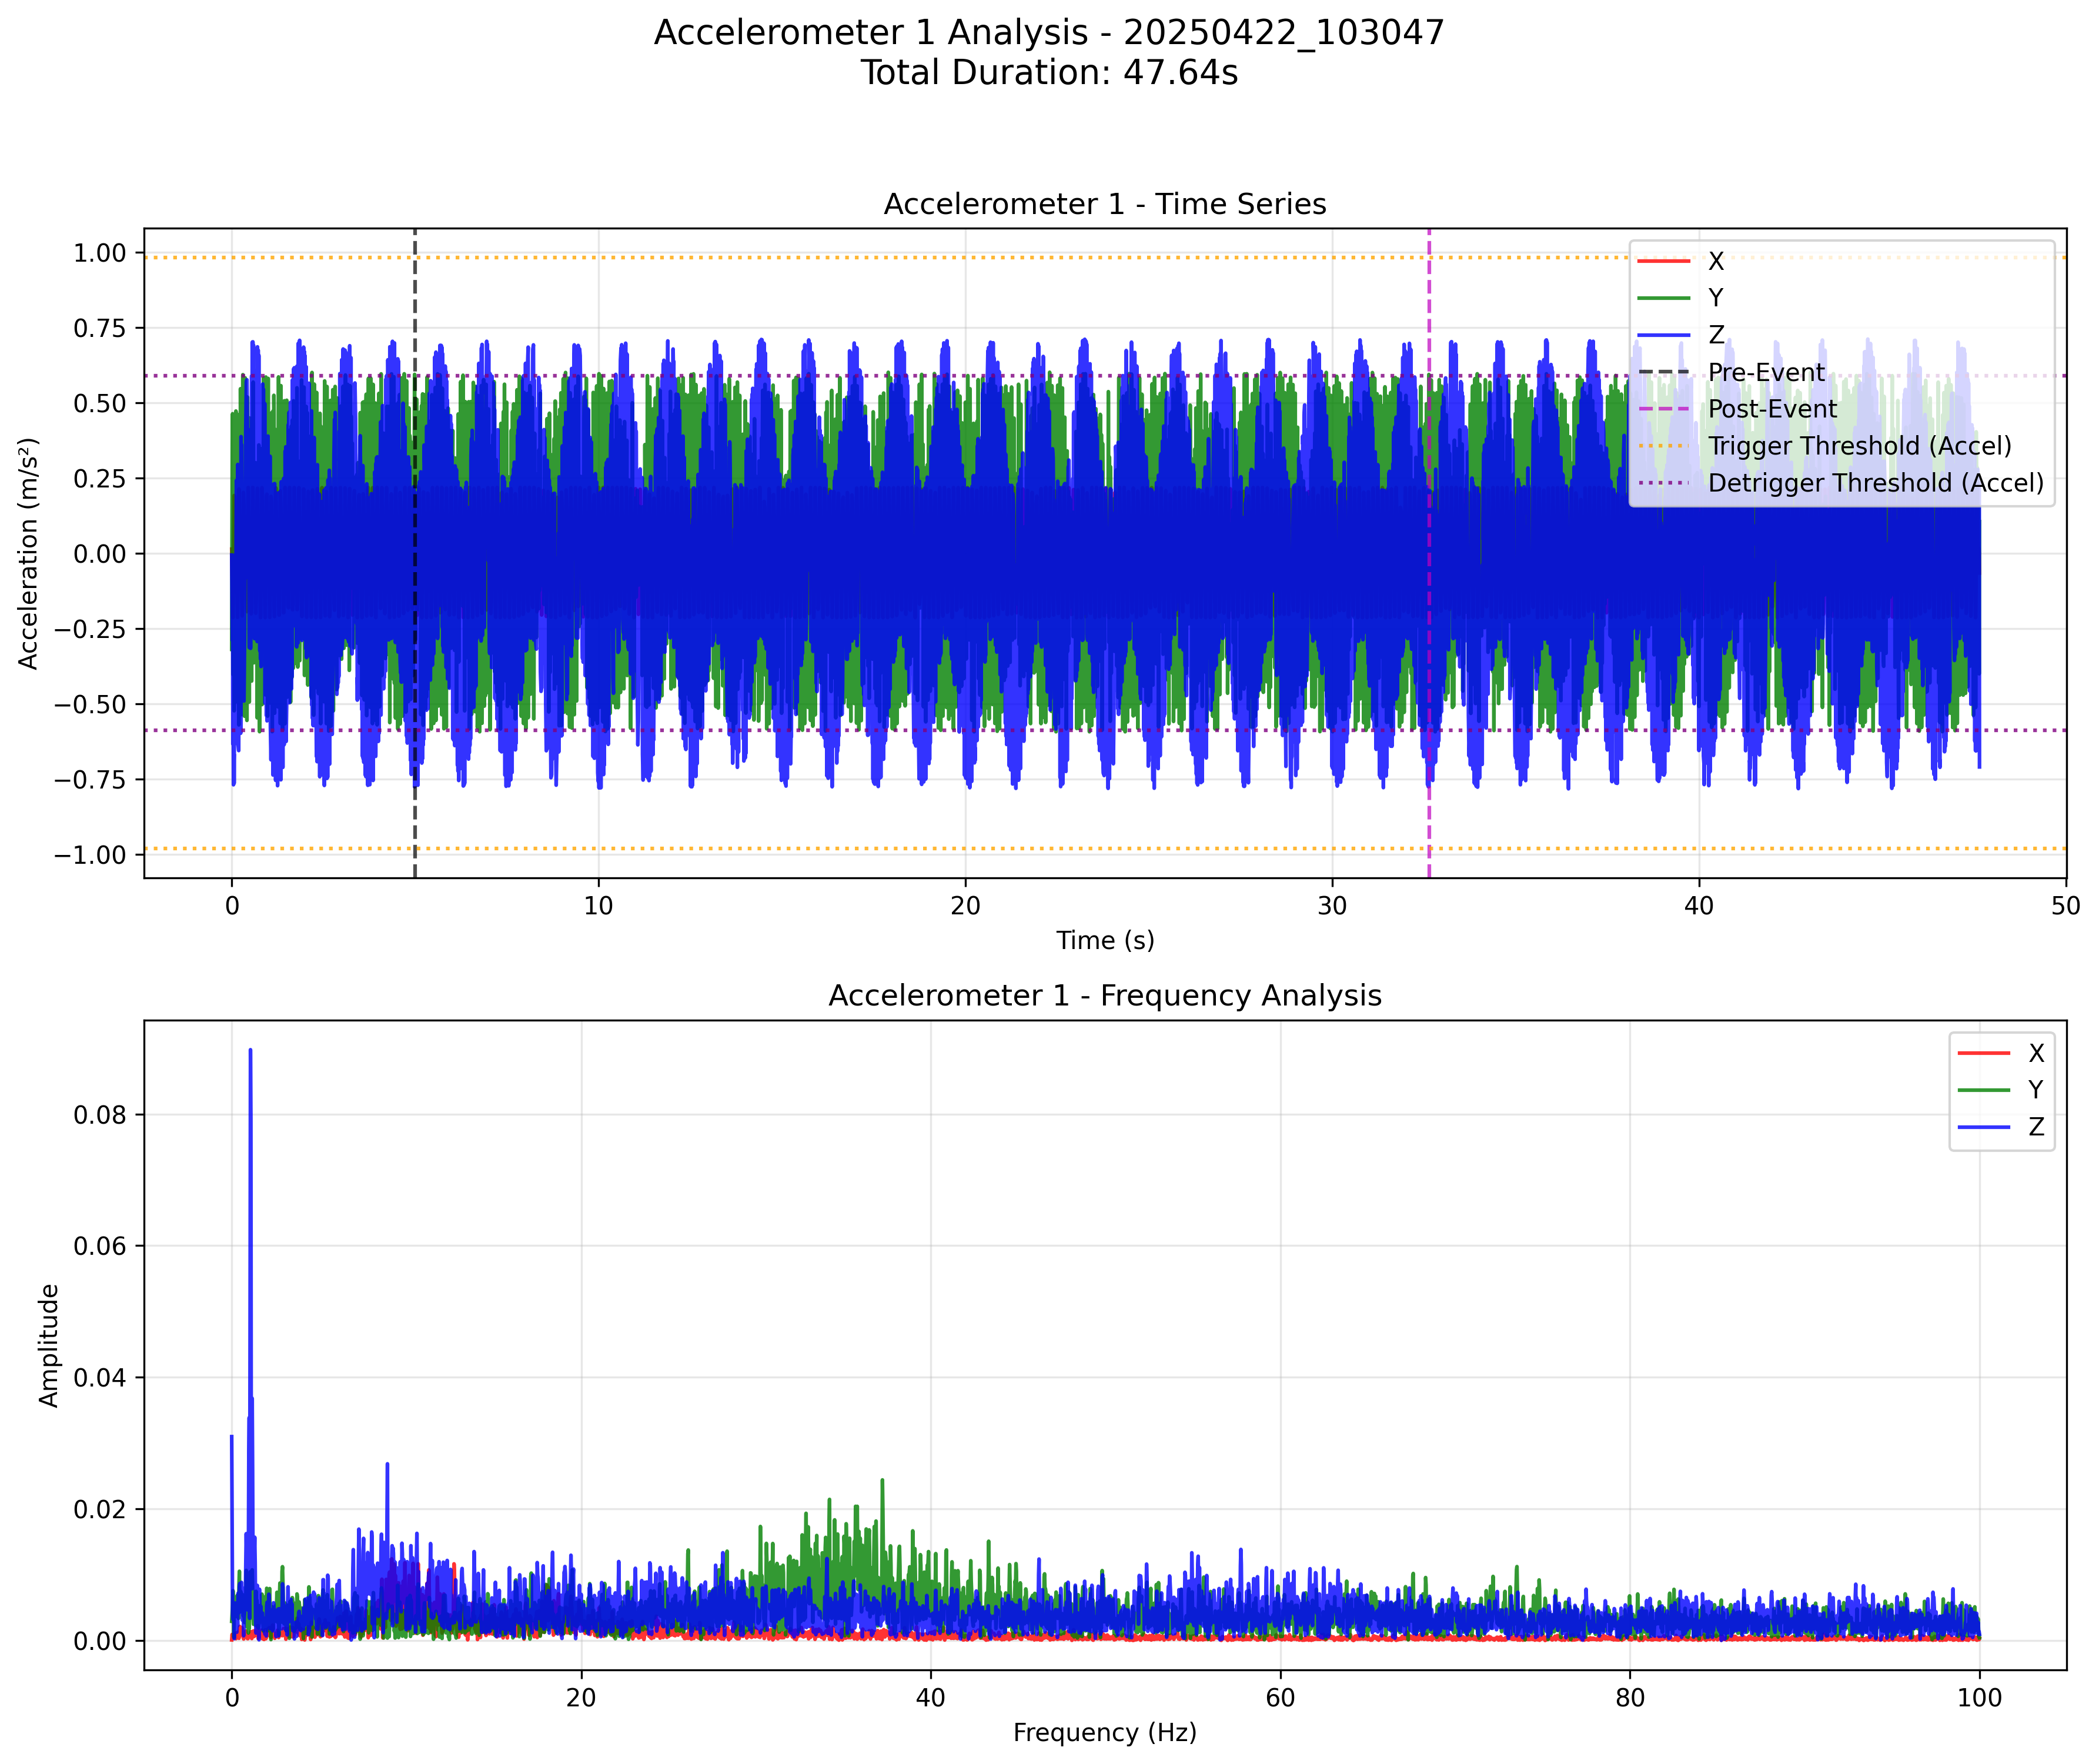 Accelerometer 1 Analysis - 20250422_103047
Total Duration: 47.64s
Accelerometer 1 - Time Series
Acceleration (m/s²)
1.00
0.75
0.50
0.25
0.00
−0.25
−0.50
−0.75
−1.00
X
Y
Z
Pre-Event
Post-Event
Trigger Threshold (Accel)
Detrigger Threshold (Accel)
0 10 20 30 40 50
Time (s)
Accelerometer 1 - Frequency Analysis
Amplitude
0.08
0.06
0.04
0.02
0.00
X
Y
Z
0 20 40 60 80 100
Frequency (Hz)